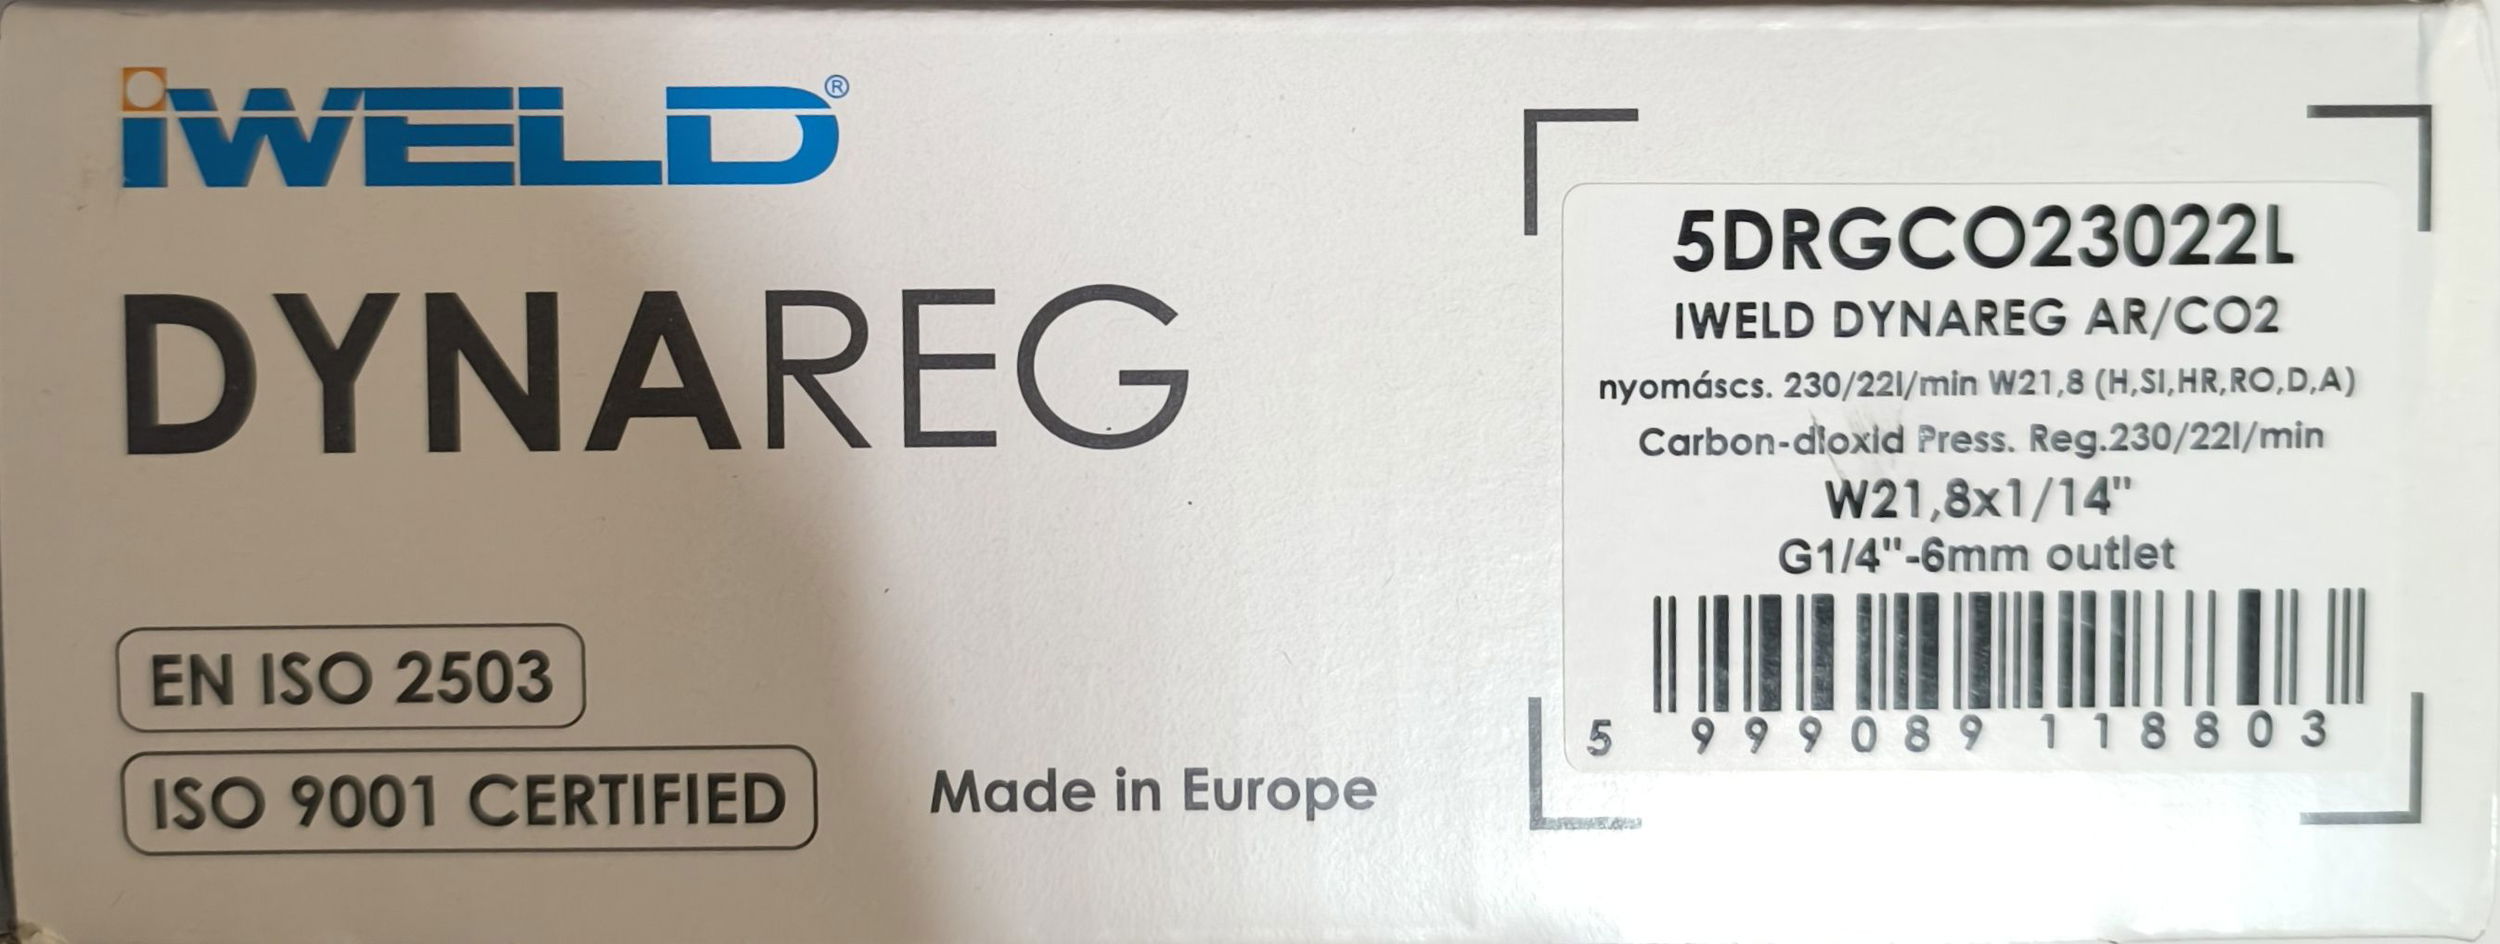 iWELD®
DYNAREG
EN ISO 2503
ISO 9001 CERTIFIED
Made in Europe
5DRGCO23022L
IWELD DYNAREG AR/CO2
nyomáscs. 230/22l/min W21,8 (H,SI,HR,RO,D,A)
Carbon-dioxid Press. Reg.230/22l/min
W21,8x1/14"
G1/4"-6mm outlet
5 999089 118803